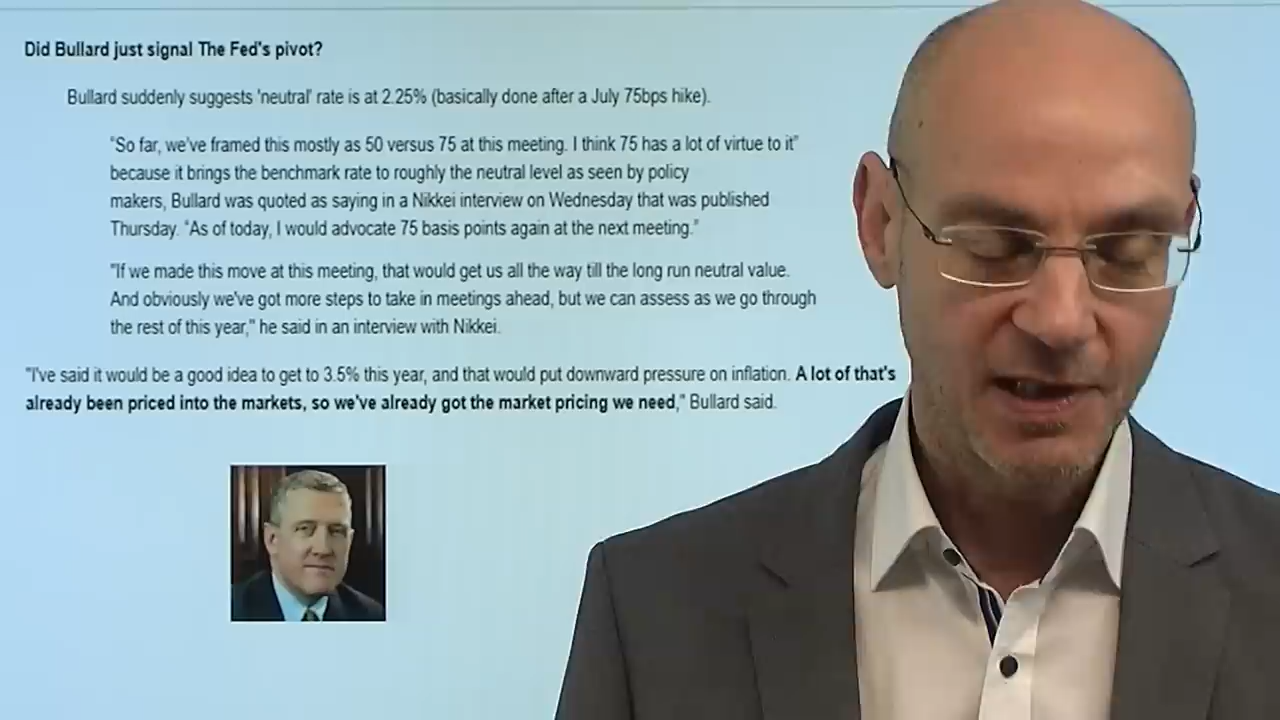 Did Bullard just signal The Fed's pivot?
Bullard suddenly suggests 'neutral' rate is at 2.25% (basically done after a July 75bps hike).
"So far, we've framed this mostly as 50 versus 75 at this meeting. I think 75 has a lot of virtue to it"
because it brings the benchmark rate to roughly the neutral level as seen by policy
makers, Bullard was quoted as saying in a Nikkei interview on Wednesday that was published
Thursday. "As of today, I would advocate 75 basis points again at the next meeting."
"If we made this move at this meeting, that would get us all the way till the long run neutral value.
And obviously we've got more steps to take in meetings ahead, but we can assess as we go through
the rest of this year," he said in an interview with Nikkei.
"I've said it would be a good idea to get to 3.5% this year, and that would put downward pressure on inflation. A lot of that's
already been priced into the markets, so we've already got the market pricing we need," Bullard said.